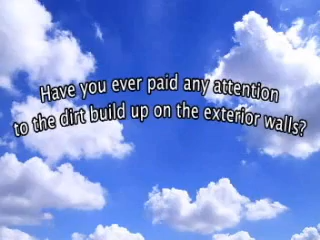 Have you ever paid any attention
to the dirt build up on the exterior walls?